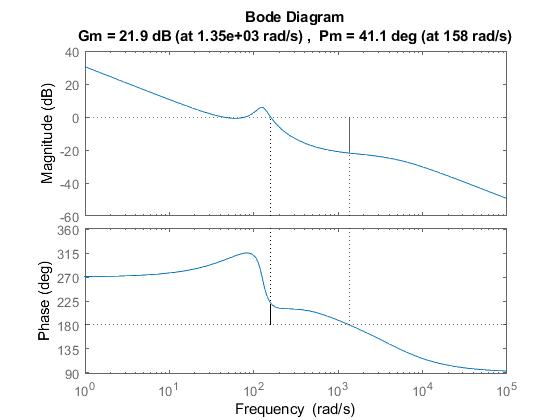 Bode Diagram
Gm = 21.9 dB (at 1.35e+03 rad/s) , Pm = 41.1 deg (at 158 rad/s)
Magnitude (dB)
40
20
0
-20
-40
-60
Phase (deg)
360
315
270
225
180
135
90
10^0 10^1 10^2 10^3 10^4 10^5
Frequency (rad/s)